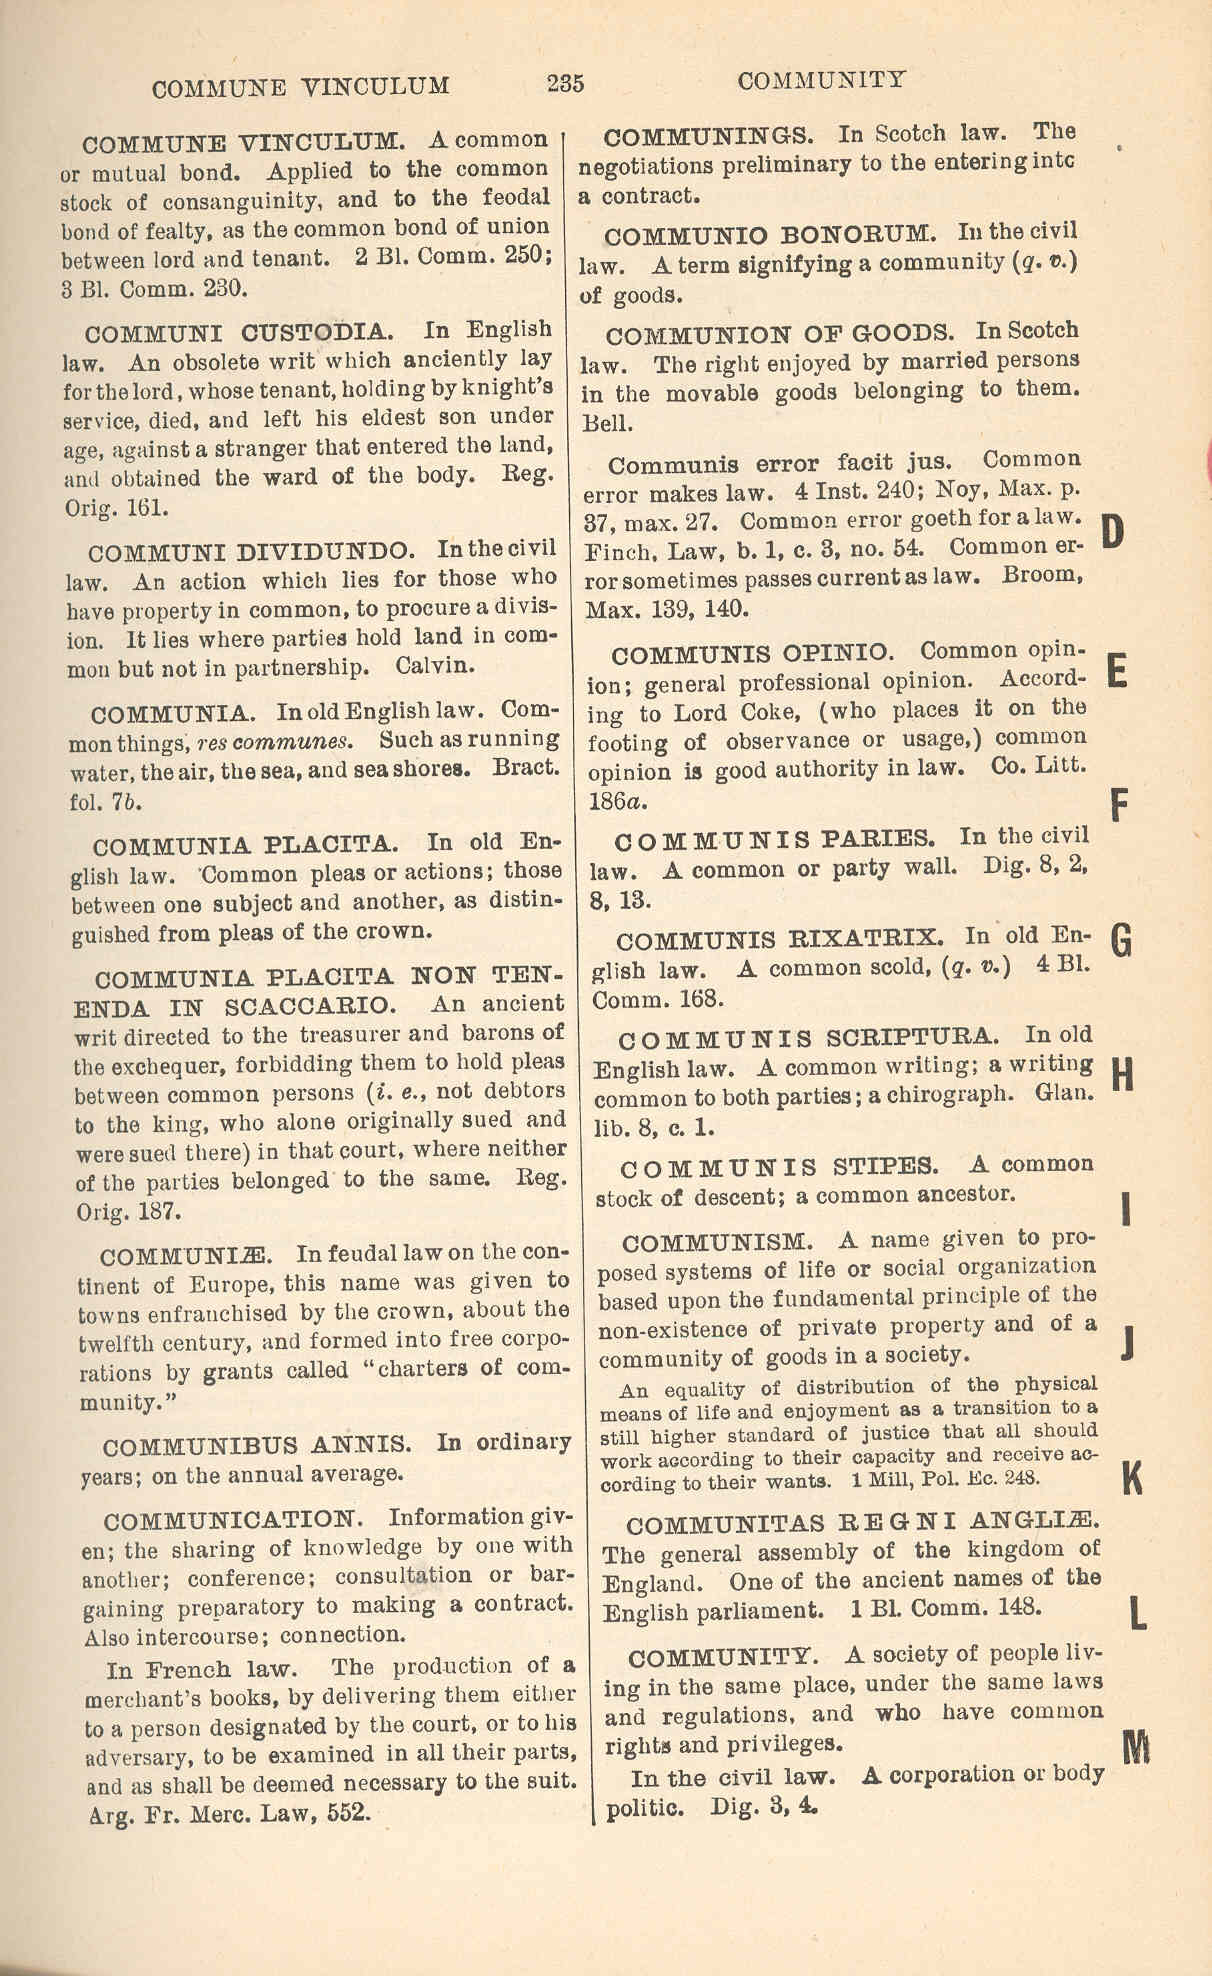 COMMUNE VINCULUM 235 COMMUNITY
COMMUNE VINCULUM. A common
or mutual bond. Applied to the common
stock of consanguinity, and to the feodal
bond of fealty, as the common bond of union
between lord and tenant. 2 Bl. Comm. 250;
3 Bl. Comm. 230.
COMMUNI CUSTODIA. In English
law. An obsolete writ which anciently lay
for the lord, whose tenant, holding by knight's
service, died, and left his eldest son under
age, against a stranger that entered the land,
and obtained the ward of the body. Reg.
Orig. 161.
COMMUNI DIVIDUNDO. In the civil
law. An action which lies for those who
have property in common, to procure a divis-
ion. It lies where parties hold land in com-
mon but not in partnership. Calvin.
COMMUNIA. In old English law. Com-
mon things, res communes. Such as running
water, the air, the sea, and sea shores. Bract.
fol. 7b.
COMMUNIA PLACITA. In old En-
glish law. Common pleas or actions; those
between one subject and another, as distin-
guished from pleas of the crown.
COMMUNIA PLACITA NON TEN-
ENDA IN SCACCARIO. An ancient
writ directed to the treasurer and barons of
the exchequer, forbidding them to hold pleas
between common persons (i. e., not debtors
to the king, who alone originally sued and
were sued there) in that court, where neither
of the parties belonged to the same. Reg.
Orig. 187.
COMMUNIÆ. In feudal law on the con-
tinent of Europe, this name was given to
towns enfranchised by the crown, about the
twelfth century, and formed into free corpo-
rations by grants called "charters of com-
munity."
COMMUNIBUS ANNIS. In ordinary
years; on the annual average.
COMMUNICATION. Information giv-
en; the sharing of knowledge by one with
another; conference; consultation or bar-
gaining preparatory to making a contract.
Also intercourse; connection.
In French law. The production of a
merchant's books, by delivering them either
to a person designated by the court, or to his
adversary, to be examined in all their parts,
and as shall be deemed necessary to the suit.
Arg. Fr. Merc. Law, 552.
COMMUNINGS. In Scotch law. The
negotiations preliminary to the entering into
a contract.
COMMUNIO BONORUM. In the civil
law. A term signifying a community (q. v.)
of goods.
COMMUNION OF GOODS. In Scotch
law. The right enjoyed by married persons
in the movable goods belonging to them.
Bell.
Communis error facit jus. Common
error makes law. 4 Inst. 240; Noy, Max. p.
37, max. 27. Common error goeth for a law.
Finch, Law, b. 1, c. 3, no. 54. Common er-
ror sometimes passes current as law. Broom,
Max. 139, 140.
COMMUNIS OPINIO. Common opin-
ion; general professional opinion. Accord-
ing to Lord Coke, (who places it on the
footing of observance or usage,) common
opinion is good authority in law. Co. Litt.
186a.
COMMUNIS PARIES. In the civil
law. A common or party wall. Dig. 8, 2,
8, 13.
COMMUNIS RIXATRIX. In old En-
glish law. A common scold, (q. v.) 4 Bl.
Comm. 168.
COMMUNIS SCRIPTURA. In old
English law. A common writing; a writing
common to both parties; a chirograph. Glan.
lib. 8, c. 1.
COMMUNIS STIPES. A common
stock of descent; a common ancestor.
COMMUNISM. A name given to pro-
posed systems of life or social organization
based upon the fundamental principle of the
non-existence of private property and of a
community of goods in a society.
An equality of distribution of the physical
means of life and enjoyment as a transition to a
still higher standard of justice that all should
work according to their capacity and receive ac-
cording to their wants. 1 Mill, Pol. Ec. 248.
COMMUNITAS REGNI ANGLIÆ.
The general assembly of the kingdom of
England. One of the ancient names of the
English parliament. 1 Bl. Comm. 148.
COMMUNITY. A society of people liv-
ing in the same place, under the same laws
and regulations, and who have common
rights and privileges.
In the civil law. A corporation or body
politic. Dig. 3, 4.
D
E
F
G
H
I
J
K
L
M